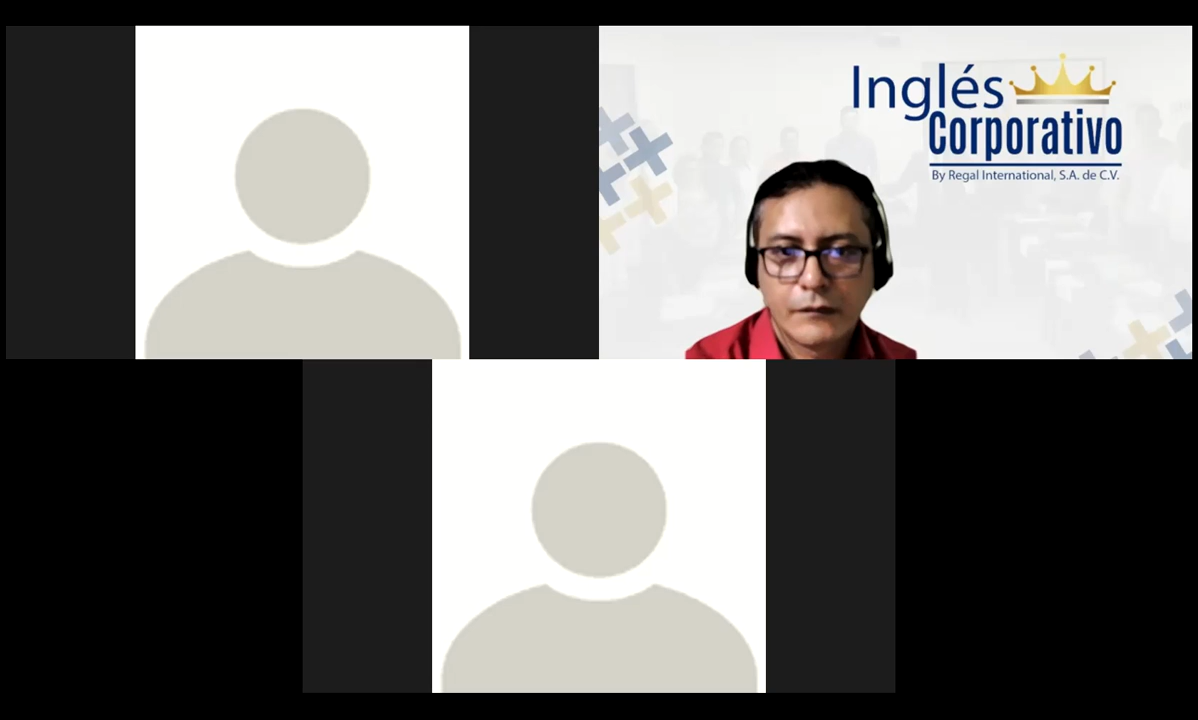 Inglés
Corporativo
By Regal International, S.A. de C.V.